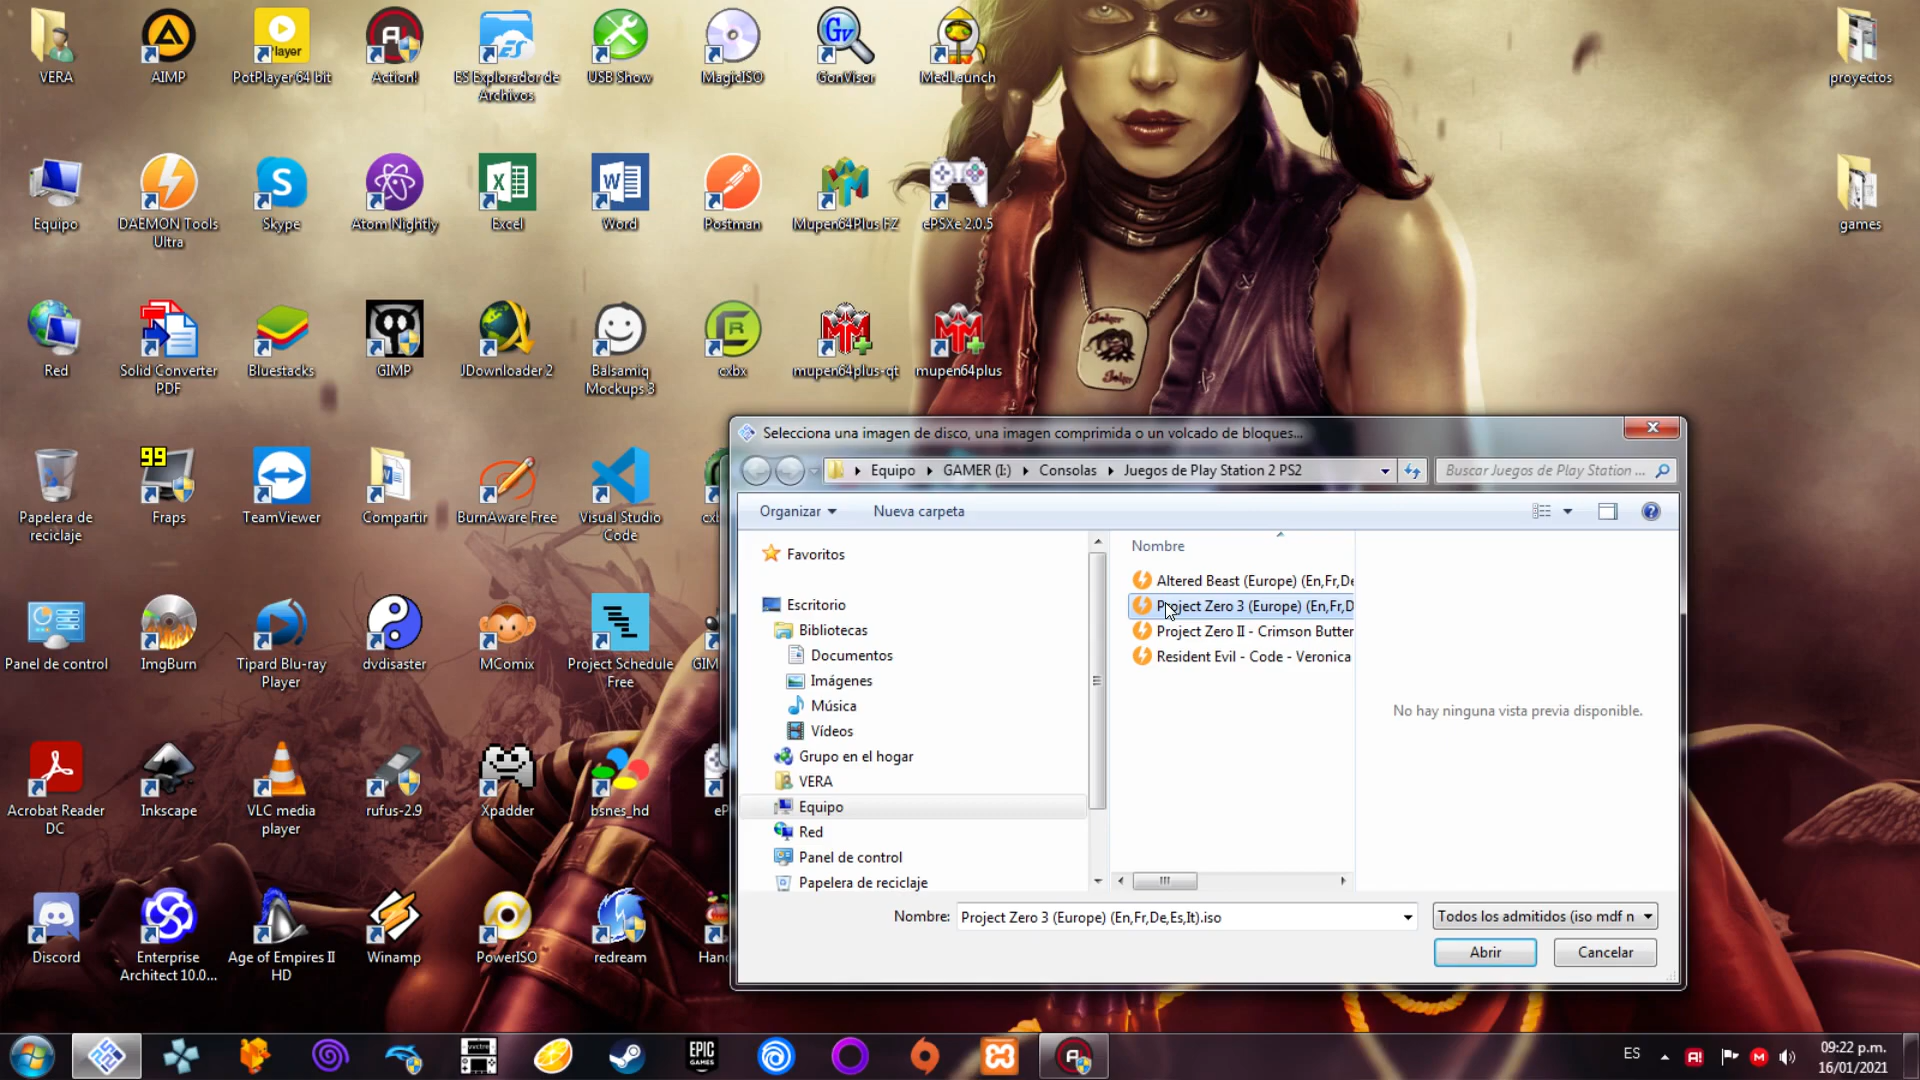 VERA
AIMP
PotPlayer 64 bit
Action!
ES Explorador de
Archivos
USB Show
MagicISO
GonVisor
MedLaunch
proyectos
Equipo
DAEMON Tools
Ultra
Skype
Atom Nightly
Excel
Word
Postman
Mupen64Plus FZ
ePSXe 2.0.5
games
Red
Solid Converter
PDF
Bluestacks
GIMP
JDownloader 2
Balsamiq
Mockups 3
cxbx
mupen64plus-qt
mupen64plus
Joker
Joker
Papelera de
reciclaje
99
Fraps
TeamViewer
Compartir
BurnAware Free
Visual Studio
Code
Panel de control
ImgBurn
Tipard Blu-ray
Player
dvdisaster
MComix
Project Schedule
Free
GIM
Acrobat Reader
DC
Inkscape
VLC media
player
rufus-2.9
Xpadder
bsnes_hd
eP
Discord
Enterprise
Architect 10.0...
Age of Empires II
HD
Winamp
PowerISO
redream
Hand
Selecciona una imagen de disco, una imagen comprimida o un volcado de bloques...
Equipo
GAMER (I:)
Consolas
Juegos de Play Station 2 PS2
Buscar Juegos de Play Station ...
Organizar
Nueva carpeta
Favoritos
Escritorio
Bibliotecas
Documentos
Imágenes
Música
Vídeos
Grupo en el hogar
VERA
Equipo
Red
Panel de control
Papelera de reciclaje
Nombre
Altered Beast (Europe) (En,Fr,De
Project Zero 3 (Europe) (En,Fr,D
Project Zero II - Crimson Butter
Resident Evil - Code - Veronica
No hay ninguna vista previa disponible.
Nombre:
Project Zero 3 (Europe) (En,Fr,De,Es,It).iso
Todos los admitidos (iso mdf n
Abrir
Cancelar
EPIC
GAMES
ES
09:22 p.m.
16/01/2021